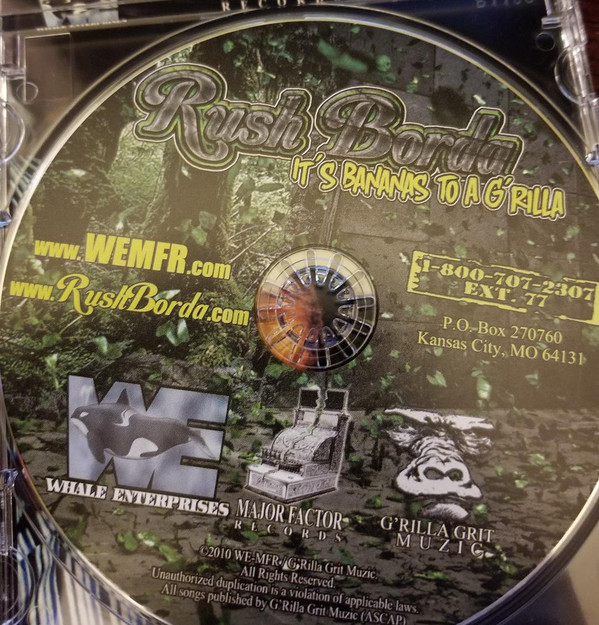 RECORDS
Rush Borda
IT'S BANANAS TO A G'RILLA
www.WEMFR.com
www.RushBorda.com
1-800-707-2307
EXT. 77
P.O. Box 270760
Kansas City, MO 64131
WE
WHALE ENTERPRISES
MAJOR FACTOR
RECORDS
G'RILLA GRIT
MUZIG
©2010 WE-MFR./G'Rilla Grit Muzic.
All Rights Reserved.
Unauthorized duplication is a violation of applicable laws.
All songs published by G'Rilla Grit Muzic (ASCAP)